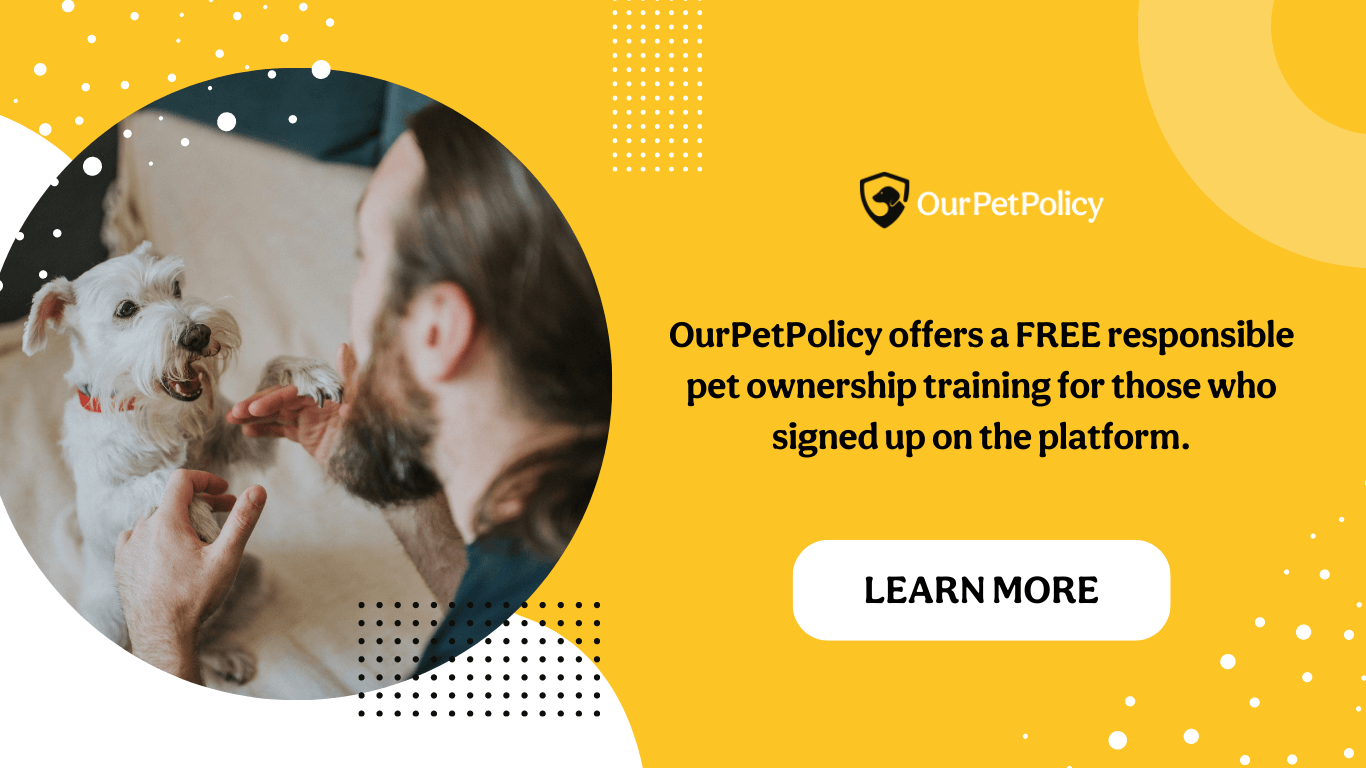 OurPetPolicy
OurPetPolicy offers a FREE responsible
pet ownership training for those who
signed up on the platform.
LEARN MORE